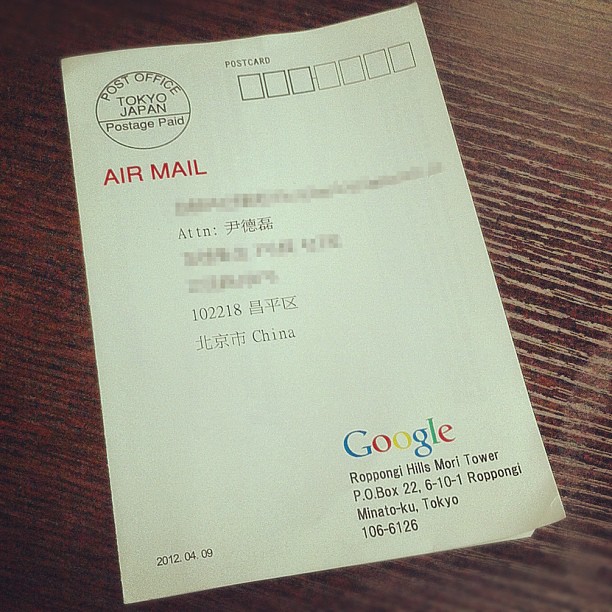 POSTCARD
POST OFFICE
TOKYO
JAPAN
Postage Paid
AIR MAIL
Attn: 尹德磊
102218 昌平区
北京市 China
Google
Roppongi Hills Mori Tower
P.O.Box 22, 6-10-1 Roppongi
Minato-ku, Tokyo
106-6126
2012. 04. 09